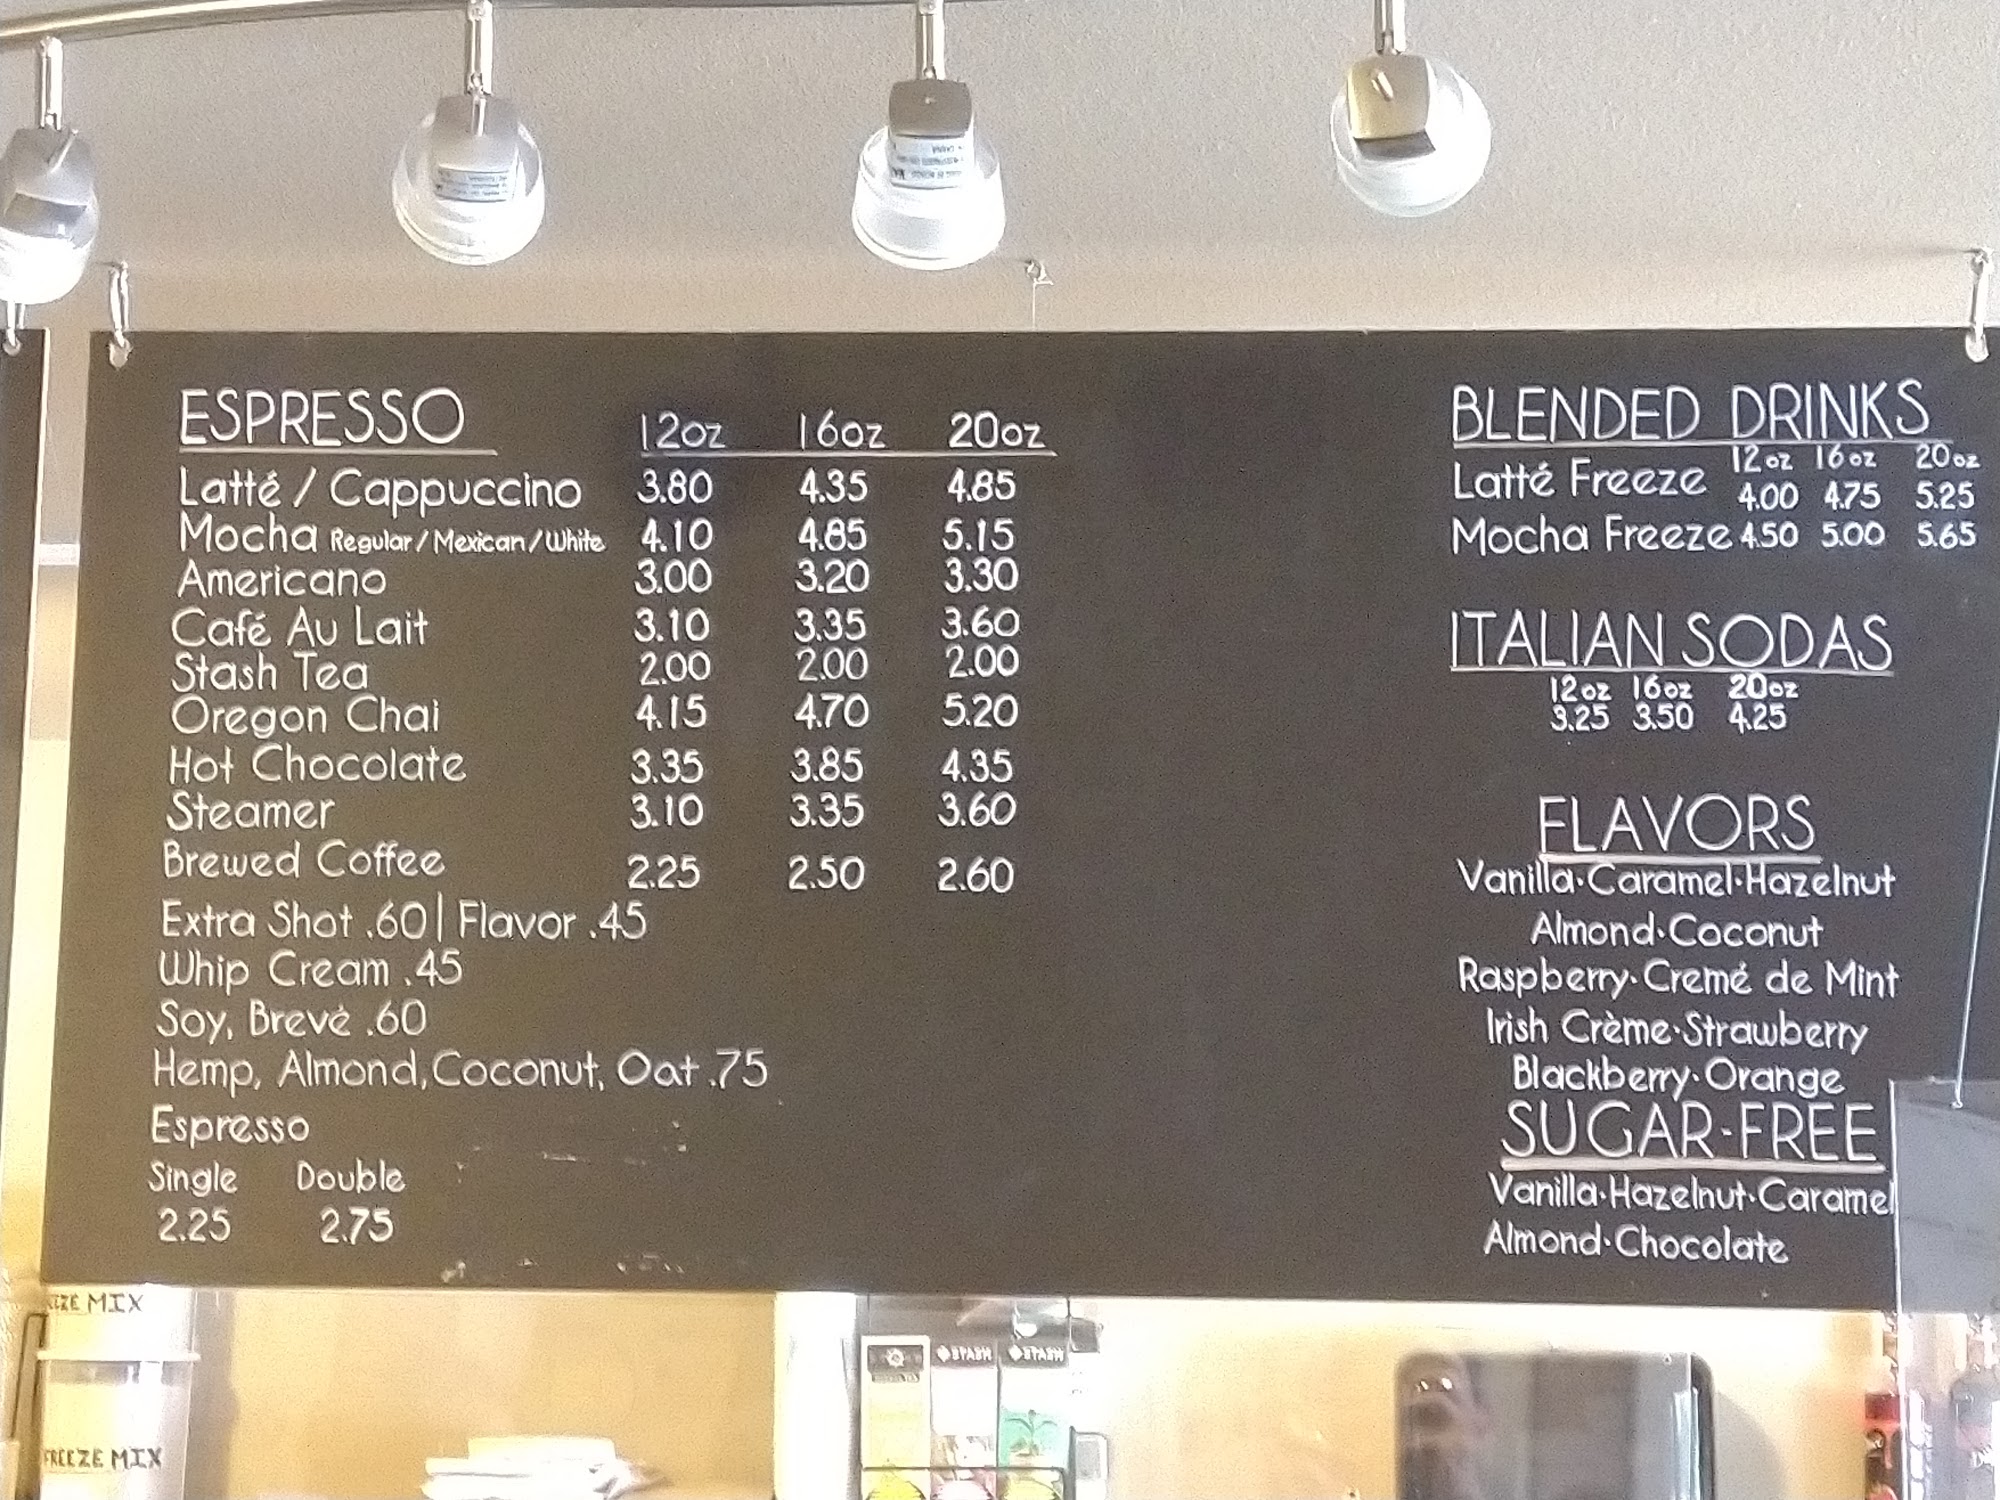 ESPRESSO 12oz 16oz 20oz
Latté / Cappuccino 3.80 4.35 4.85
Mocha Regular/Mexican/White 4.10 4.85 5.15
Americano 3.00 3.20 3.30
Café Au Lait 3.10 3.35 3.60
Stash Tea 2.00 2.00 2.00
Oregon Chai 4.15 4.70 5.20
Hot Chocolate 3.35 3.85 4.35
Steamer 3.10 3.35 3.60
Brewed Coffee 2.25 2.50 2.60
Extra Shot .60| Flavor .45
Whip Cream .45
Soy, Brevé .60
Hemp, Almond, Coconut, Oat .75
Espresso
Single Double
2.25 2.75
BLENDED DRINKS
12oz 16oz 20oz
Latté Freeze 4.00 4.75 5.25
Mocha Freeze 4.50 5.00 5.65
ITALIAN SODAS
12oz 16oz 20oz
3.25 3.50 4.25
FLAVORS
Vanilla·Caramel·Hazelnut
Almond·Coconut
Raspberry·Cremé de Mint
Irish Crème·Strawberry
Blackberry·Orange
SUGAR-FREE
Vanilla·Hazelnut·Caramel
Almond·Chocolate
MIX
FREEZE MIX
STASH
STASH